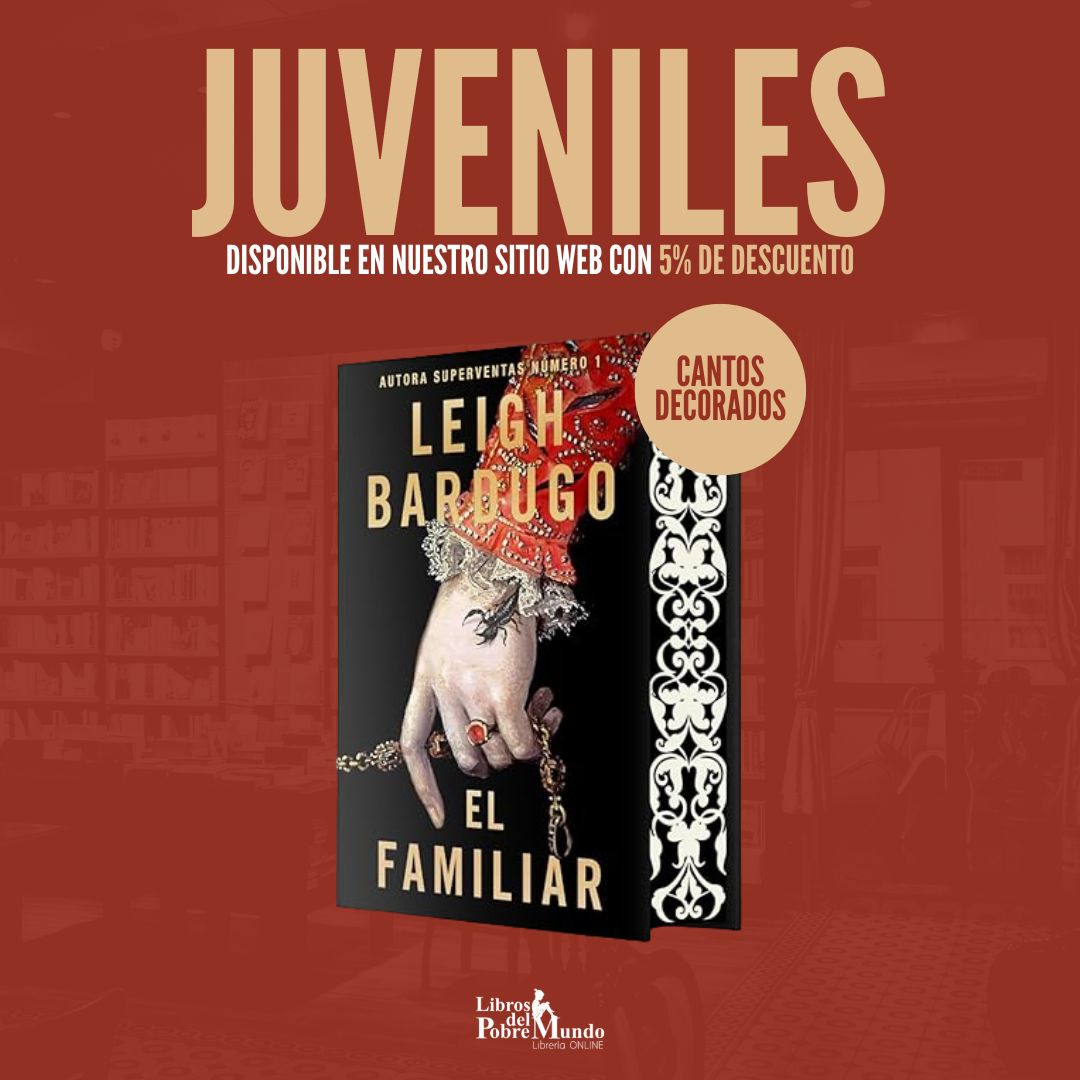 JUVENILES
DISPONIBLE EN NUESTRO SITIO WEB CON 5% DE DESCUENTO
CANTOS
DECORADOS
AUTORA SUPERVENTAS NÚMERO 1
LEIGH
BARDUGO
EL
FAMILIAR
Libros
del
Pobre Mundo
Librería ONLINE